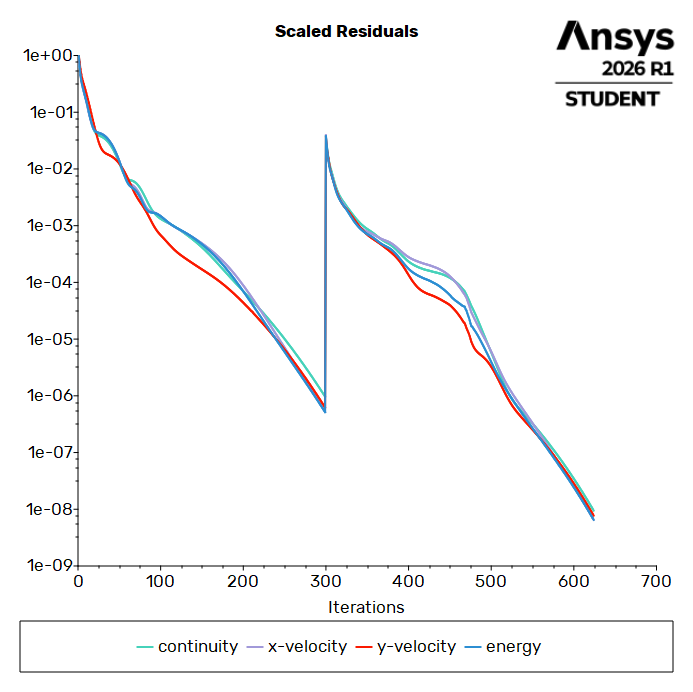 Scaled Residuals
Ansys
2026 R1
STUDENT
1e+00
1e-01
1e-02
1e-03
1e-04
1e-05
1e-06
1e-07
1e-08
1e-09
0 100 200 300 400 500 600 700
Iterations
continuity x-velocity y-velocity energy